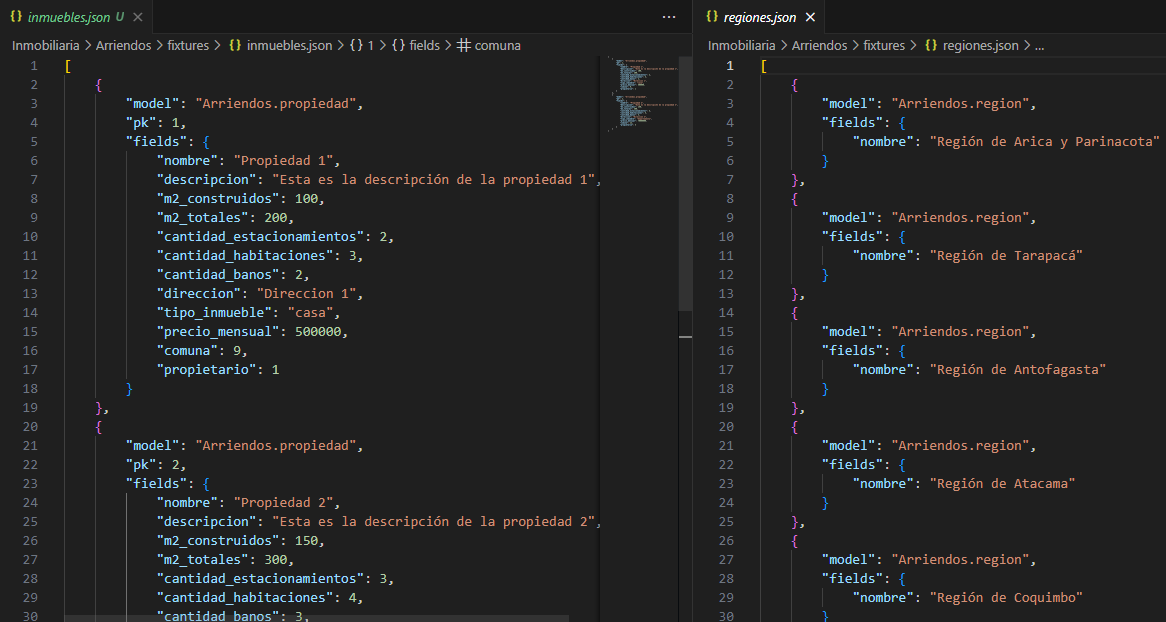 inmuebles.json U
Inmobiliaria > Arriendos > fixtures > {} inmuebles.json > {} 1 > {} fields > # comuna
1 [
2     {
3         "model": "Arriendos.propiedad",
4         "pk": 1,
5         "fields": {
6             "nombre": "Propiedad 1",
7             "descripcion": "Esta es la descripción de la propiedad 1",
8             "m2_construidos": 100,
9             "m2_totales": 200,
10             "cantidad_estacionamientos": 2,
11             "cantidad_habitaciones": 3,
12             "cantidad_banos": 2,
13             "direccion": "Direccion 1",
14             "tipo_inmueble": "casa",
15             "precio_mensual": 500000,
16             "comuna": 9,
17             "propietario": 1
18         }
19     },
20     {
21         "model": "Arriendos.propiedad",
22         "pk": 2,
23         "fields": {
24             "nombre": "Propiedad 2",
25             "descripcion": "Esta es la descripción de la propiedad 2",
26             "m2_construidos": 150,
27             "m2_totales": 300,
28             "cantidad_estacionamientos": 3,
29             "cantidad_habitaciones": 4,
30             "cantidad_banos": 3,
{} regiones.json
Inmobiliaria > Arriendos > fixtures > {} regiones.json > ...
1 [
2     {
3         "model": "Arriendos.region",
4         "fields": {
5             "nombre": "Región de Arica y Parinacota"
6         }
7     },
8     {
9         "model": "Arriendos.region",
10         "fields": {
11             "nombre": "Región de Tarapacá"
12         }
13     },
14     {
15         "model": "Arriendos.region",
16         "fields": {
17             "nombre": "Región de Antofagasta"
18         }
19     },
20     {
21         "model": "Arriendos.region",
22         "fields": {
23             "nombre": "Región de Atacama"
24         }
25     },
26     {
27         "model": "Arriendos.region",
28         "fields": {
29             "nombre": "Región de Coquimbo"
30         }